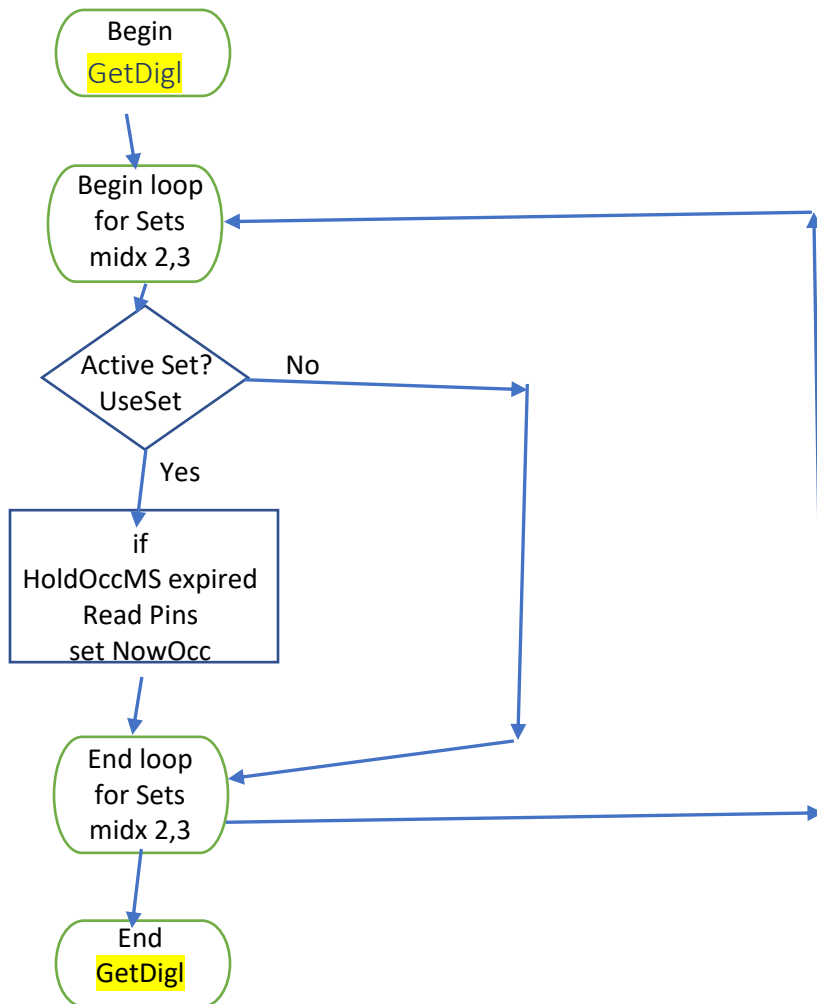 Begin
GetDigl
Begin loop
for Sets
midx 2,3
Active Set?
UseSet
No
Yes
if
HoldOccMS expired
Read Pins
set NowOcc
End loop
for Sets
midx 2,3
End
GetDigl